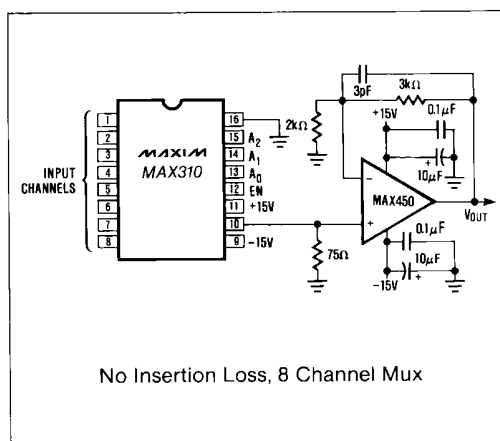 INPUT
CHANNELS
1
2
3
4
5
6
7
8
MAXIM
MAX310
16
15 A2
14 A1
13 A0
12 EN
11 +15V
10
9 -15V
3pF
3kΩ
2kΩ
+15V
0.1μF
10μF
+
−
+
MAX450
VOUT
75Ω
0.1μF
10μF
-15V
+
No Insertion Loss, 8 Channel Mux